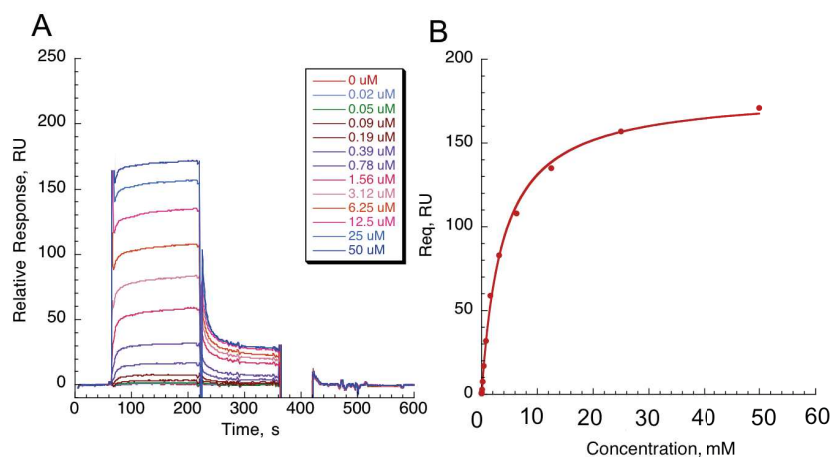 A
250
200
150
100
50
0
Relative Response, RU
0 100 200 300 400 500 600
Time, s
0 uM
0.02 uM
0.05 uM
0.09 uM
0.19 uM
0.39 uM
0.78 uM
1.56 uM
3.12 uM
6.25 uM
12.5 uM
25 uM
50 uM
B
200
150
100
50
0
Req, RU
0 10 20 30 40 50 60
Concentration, mM